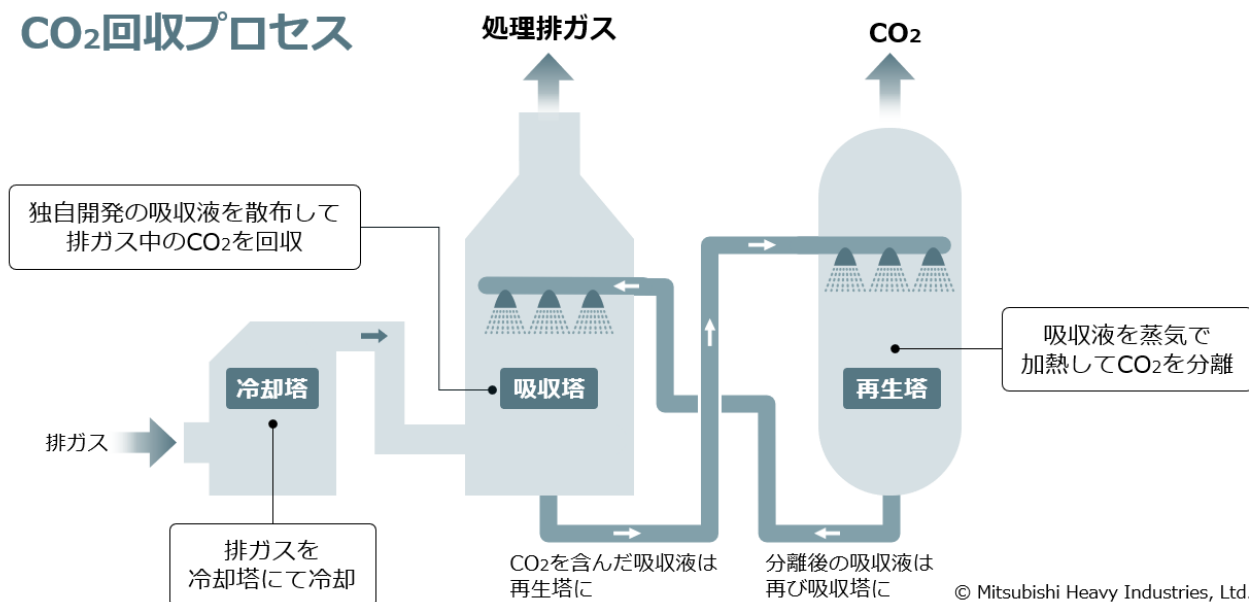 CO₂回収プロセス
処理排ガス
CO₂
独自開発の吸収液を散布して
排ガス中のCO₂を回収
吸収液を蒸気で
加熱してCO₂を分離
冷却塔
吸収塔
再生塔
排ガス
排ガスを
冷却塔にて冷却
CO₂を含んだ吸収液は
再生塔に
分離後の吸収液は
再び吸収塔に
© Mitsubishi Heavy Industries, Ltd.